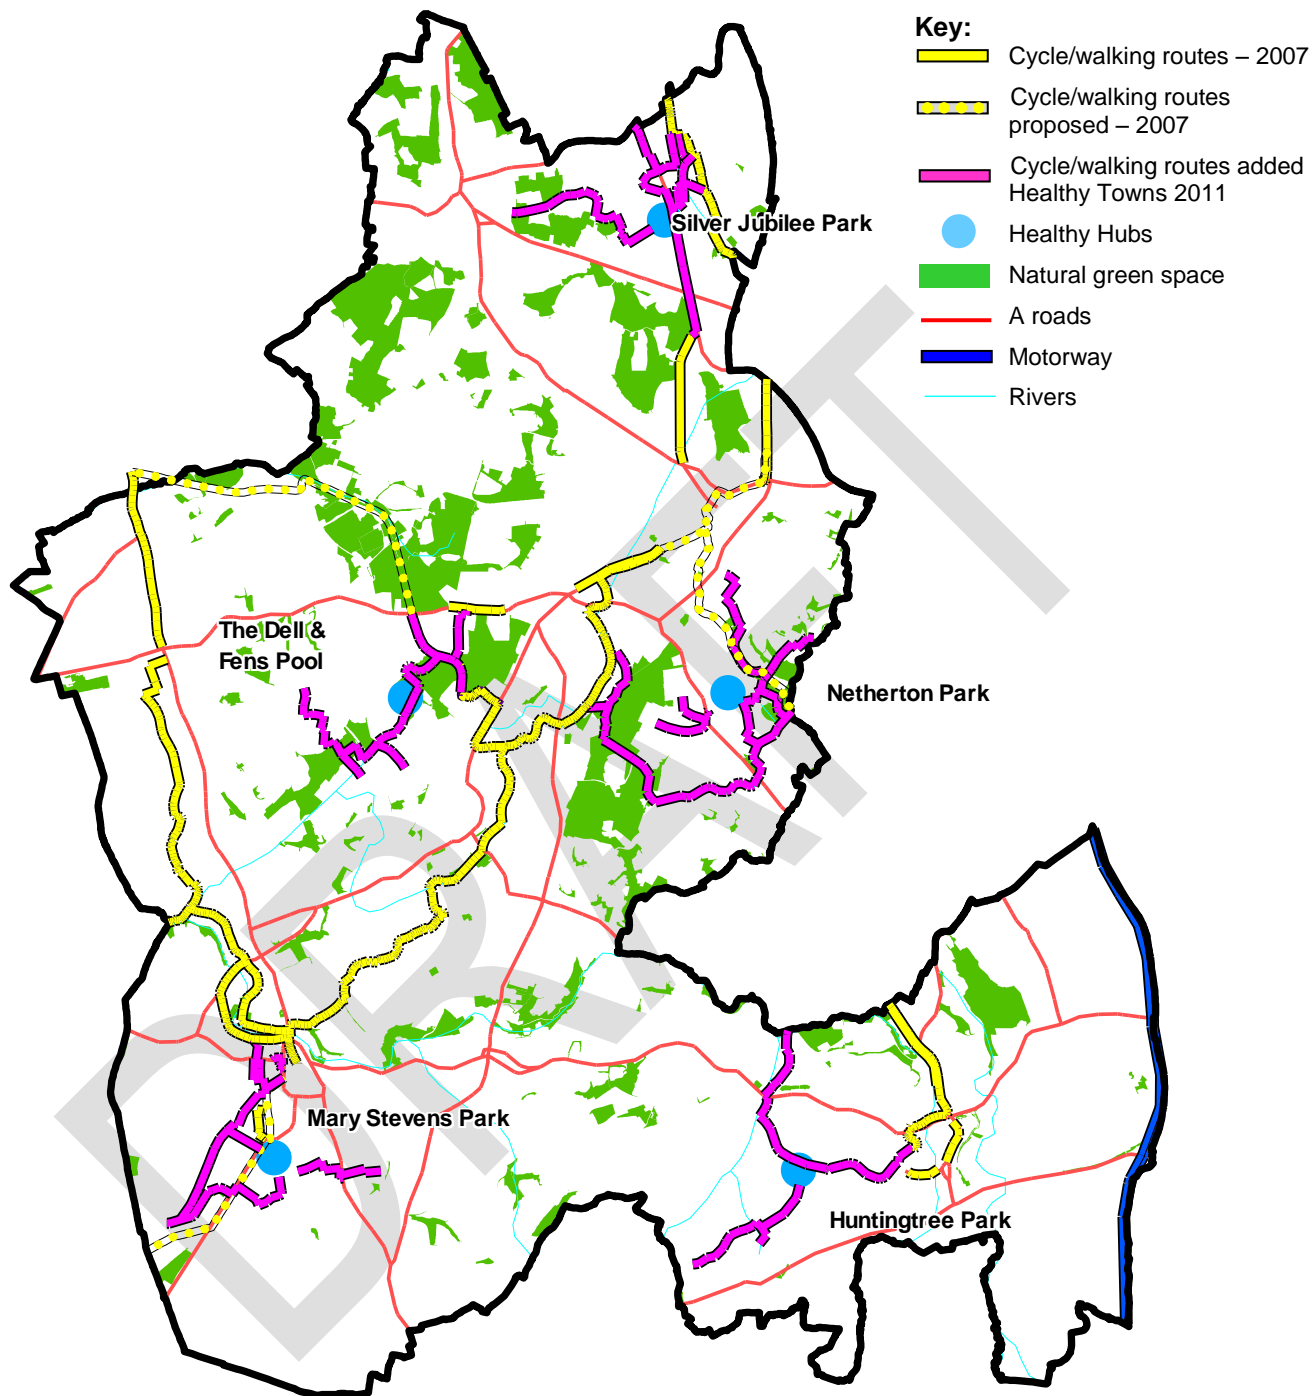 Key:
Cycle/walking routes – 2007
Cycle/walking routes
proposed – 2007
Cycle/walking routes added
Healthy Towns 2011
Healthy Hubs
Natural green space
A roads
Motorway
Rivers
Silver Jubilee Park
The Dell &
Fens Pool
Netherton Park
Mary Stevens Park
Huntingtree Park
DRAFT